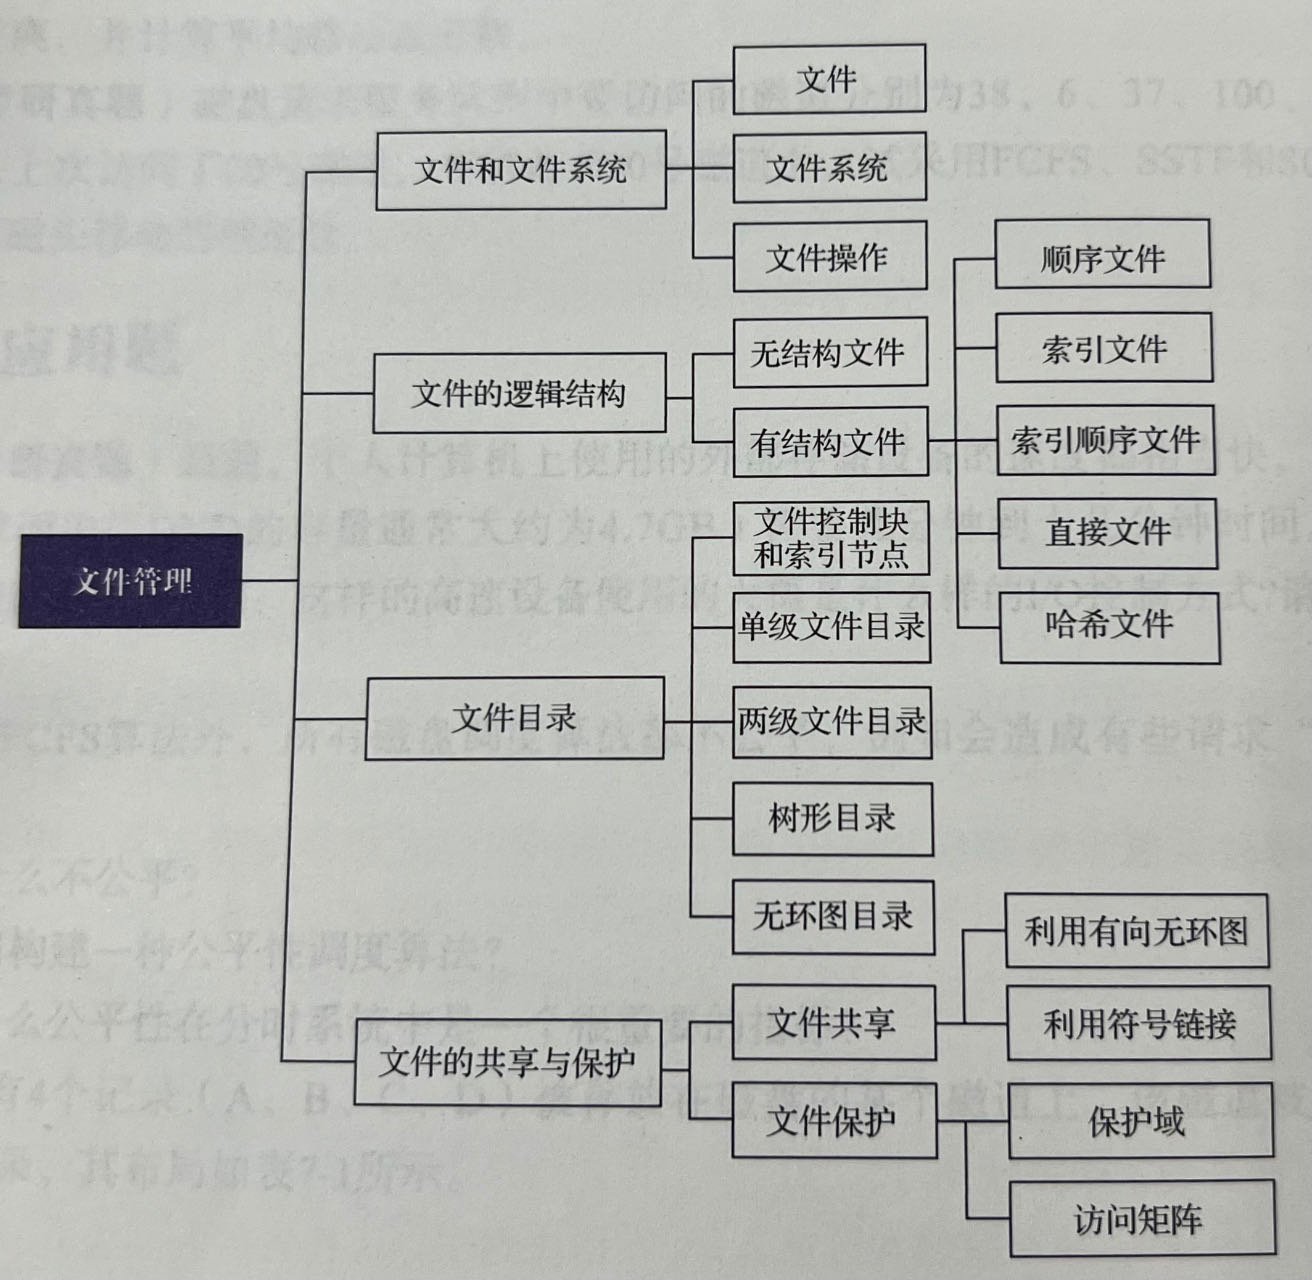 文件管理
文件和文件系统
文件
文件系统
文件操作
文件的逻辑结构
无结构文件
有结构文件
顺序文件
索引文件
索引顺序文件
直接文件
哈希文件
文件目录
文件控制块
和索引节点
单级文件目录
两级文件目录
树形目录
无环图目录
文件的共享与保护
文件共享
利用有向无环图
利用符号链接
文件保护
保护域
访问矩阵